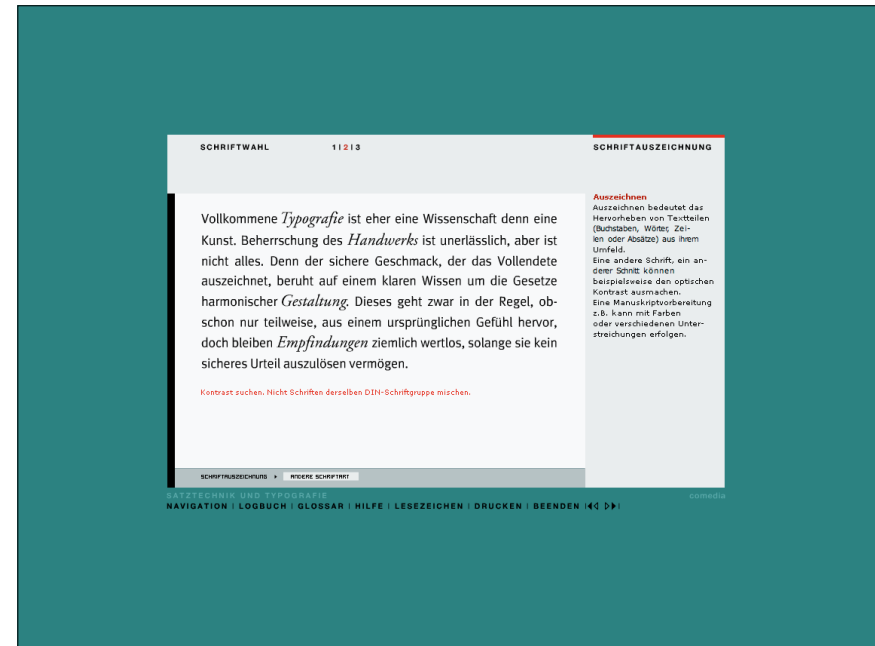 SCHRIFTWAHL
1 | 2 | 3
SCHRIFTAUSZEICHNUNG
Vollkommene Typografie ist eher eine Wissenschaft denn eine
Kunst. Beherrschung des Handwerks ist unerlässlich, aber ist
nicht alles. Denn der sichere Geschmack, der das Vollendete
auszeichnet, beruht auf einem klaren Wissen um die Gesetze
harmonischer Gestaltung. Dieses geht zwar in der Regel, ob-
schon nur teilweise, aus einem ursprünglichen Gefühl hervor,
doch bleiben Empfindungen ziemlich wertlos, solange sie kein
sicheres Urteil auszulösen vermögen.
Kontrast suchen. Nicht Schriften derselben DIN-Schriftgruppe mischen.
Auszeichnen
Auszeichnen bedeutet das
Hervorheben von Textteilen
(Buchstaben, Wörter, Zei-
len oder Absätze) aus ihrem
Umfeld.
Eine andere Schrift, ein an-
derer Schnitt können
beispielsweise den optischen
Kontrast ausmachen.
Eine Manuskriptvorbereitung
z.B. kann mit Farben
oder verschiedenen Unter-
streichungen erfolgen.
SCHRIFTAUSZEICHNUNG
ANDERE SCHRIFTART
SATZTECHNIK UND TYPOGRAFIE
comedia
NAVIGATION | LOGBUCH | GLOSSAR | HILFE | LESEZEICHEN | DRUCKEN | BEENDEN